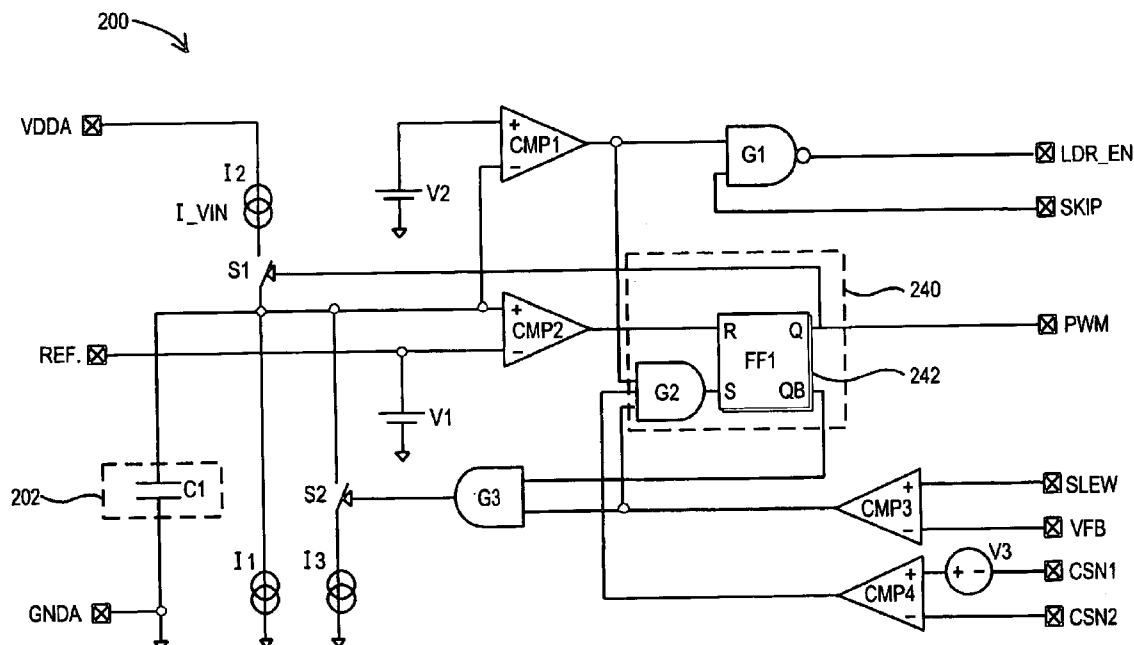 200
VDDA
I2
I_VIN
S1
V2
+
CMP1
−
G1
LDR_EN
SKIP
240
+
CMP2
−
R
Q
FF1
S
QB
G2
242
PWM
REF.
V1
202
C1
S2
G3
I1
I3
GNDA
+
CMP3
−
SLEW
VFB
V3
+ −
+
CMP4
−
CSN1
CSN2